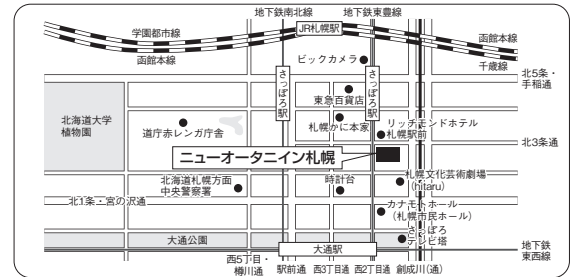 地下鉄南北線
地下鉄東豊線
学園都市線
JR札幌駅
函館本線
函館本線
ビックカメラ
千歳線
さっぽろ駅
さっぽろ駅
北5条・
手稲通
東急百貨店
北海道大学
植物園
道庁赤レンガ庁舎
札幌かに本家
リッチモンドホテル
札幌駅前
北3条通
ニューオータニイン札幌
北海道札幌方面
中央警察署
時計台
札幌文化芸術劇場
(hitaru)
北1条・宮の沢通
カナモトホール
(札幌市民ホール)
大通公園
大通駅
さっぽろ
テレビ塔
地下鉄
東西線
西5丁目・
樽川通
駅前通
西3丁目通
西2丁目通
創成川(通)